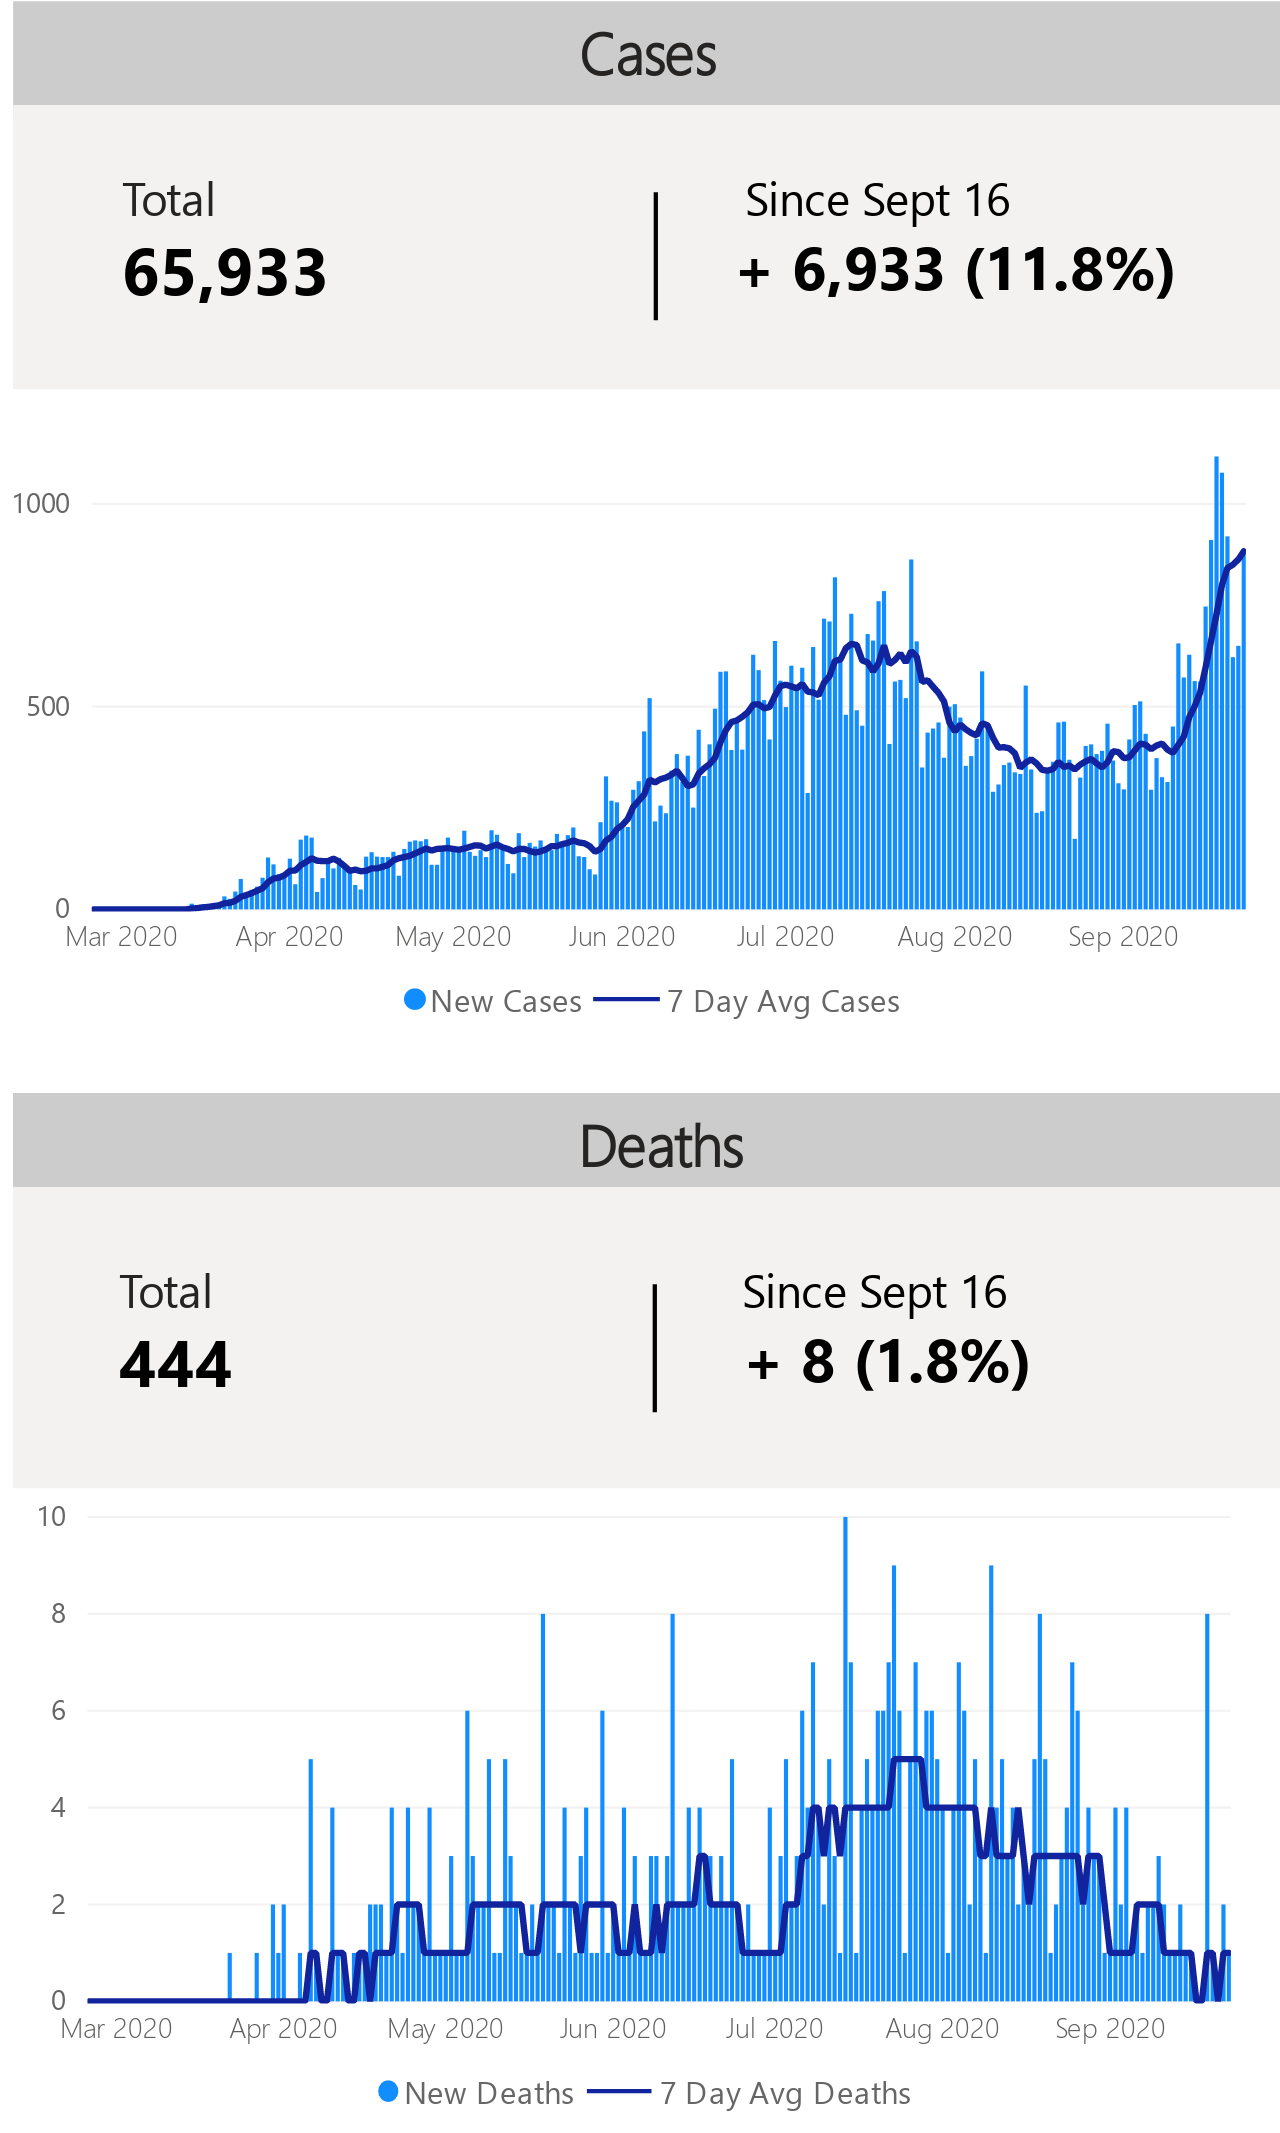 Cases
Total
Since Sept 16
65,933
+ 6,933 (11.8%)
1000
500
0
Mar 2020 Apr 2020 May 2020 Jun 2020 Jul 2020 Aug 2020 Sep 2020
New Cases 7 Day Avg Cases
Deaths
Total
Since Sept 16
444
+ 8 (1.8%)
10
8
6
4
2
0
Mar 2020 Apr 2020 May 2020 Jun 2020 Jul 2020 Aug 2020 Sep 2020
New Deaths 7 Day Avg Deaths